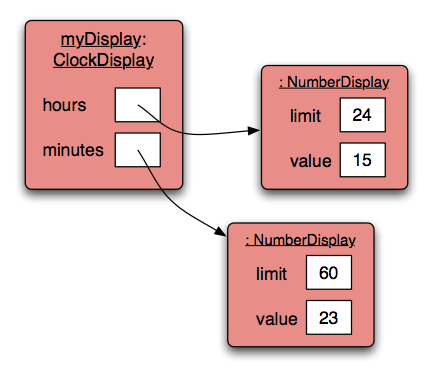 myDisplay:
ClockDisplay
hours
minutes
: NumberDisplay
limit 24
value 15
: NumberDisplay
limit 60
value 23